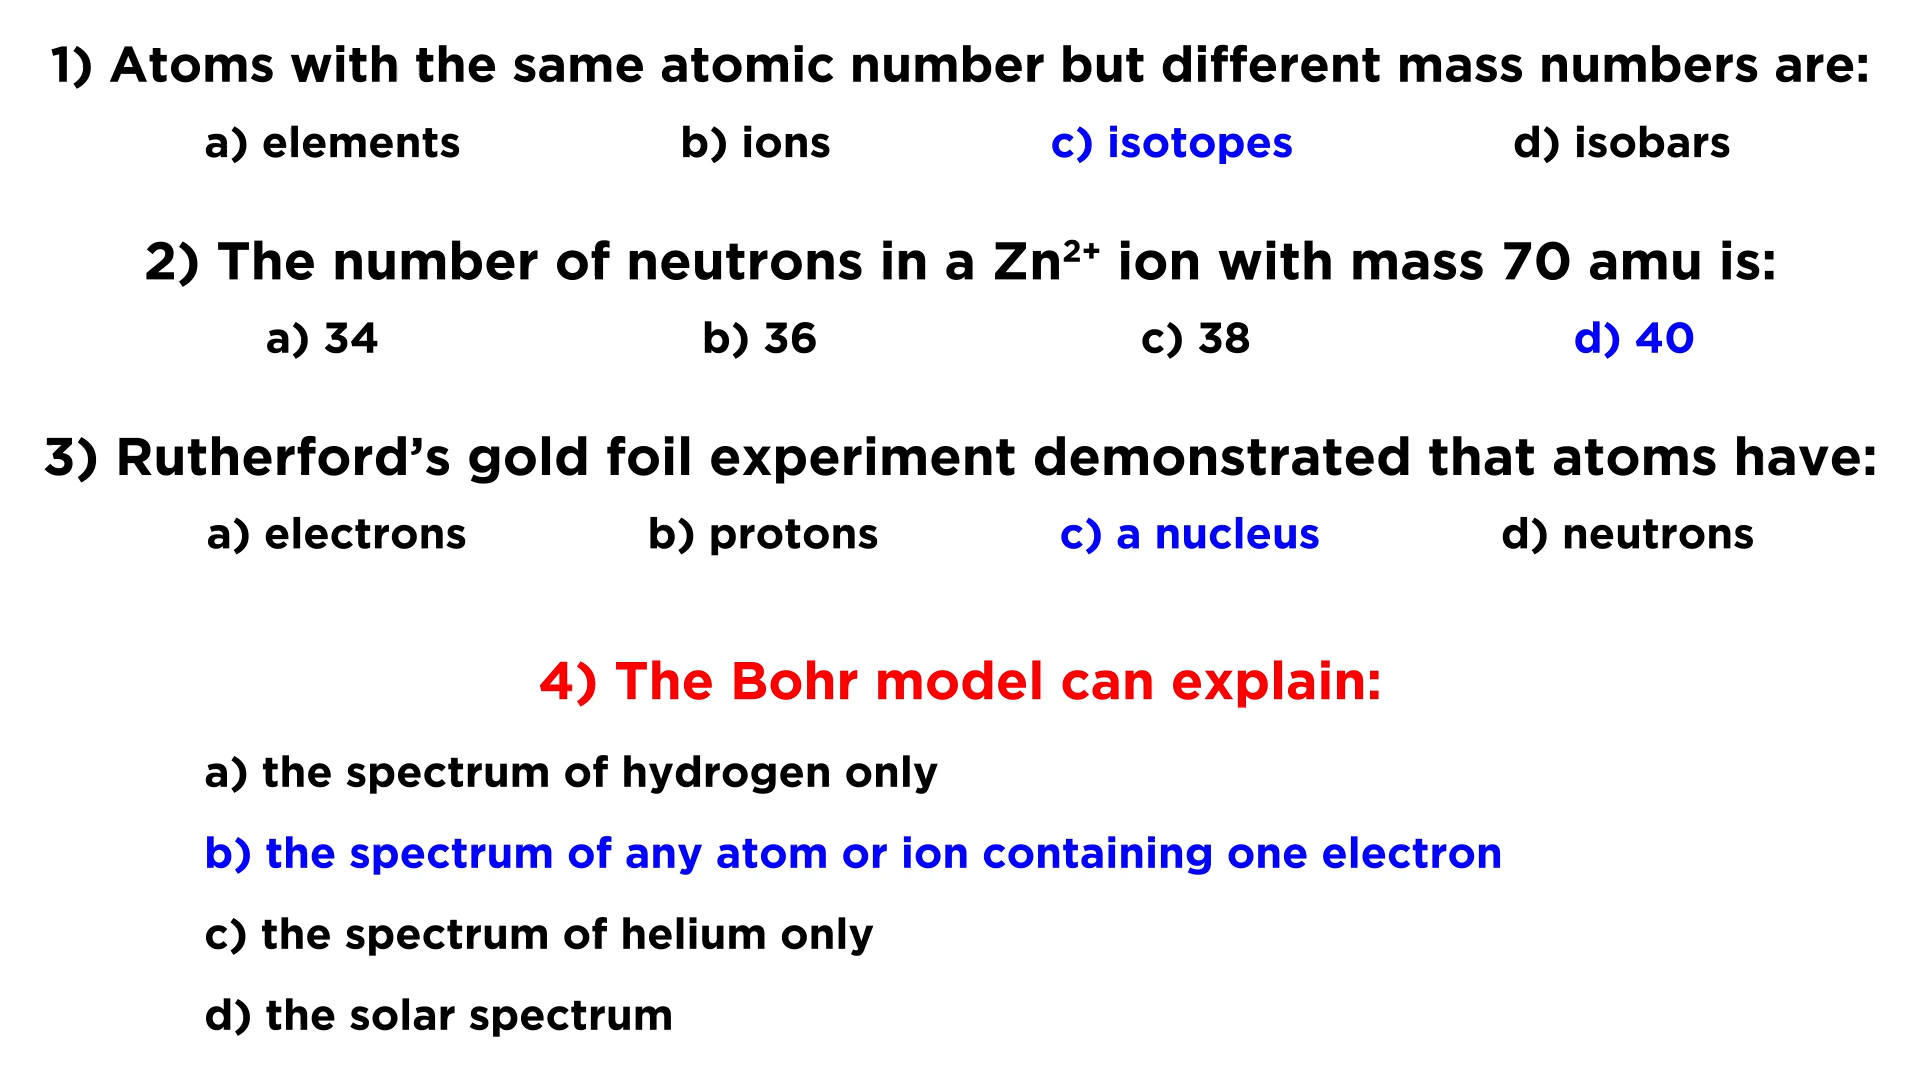 1) Atoms with the same atomic number but different mass numbers are:
a) elements b) ions c) isotopes d) isobars
2) The number of neutrons in a Zn²⁺ ion with mass 70 amu is:
a) 34 b) 36 c) 38 d) 40
3) Rutherford’s gold foil experiment demonstrated that atoms have:
a) electrons b) protons c) a nucleus d) neutrons
4) The Bohr model can explain:
a) the spectrum of hydrogen only
b) the spectrum of any atom or ion containing one electron
c) the spectrum of helium only
d) the solar spectrum